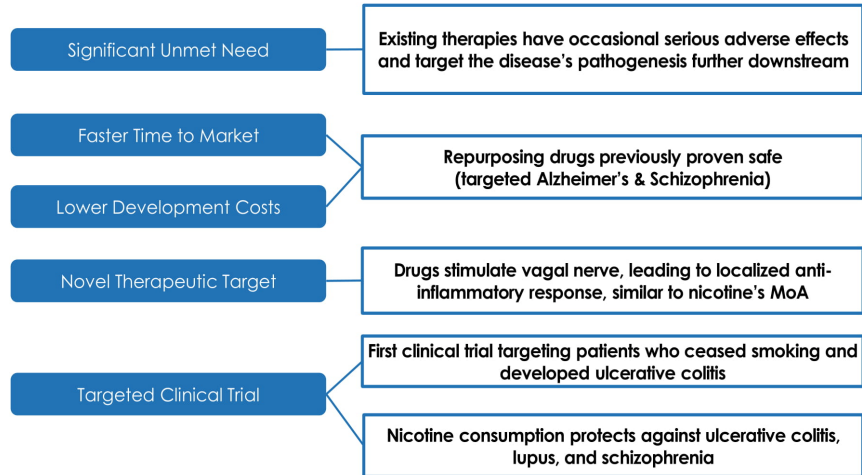 Significant Unmet Need
Existing therapies have occasional serious adverse effects
and target the disease's pathogenesis further downstream
Faster Time to Market
Lower Development Costs
Repurposing drugs previously proven safe
(targeted Alzheimer's & Schizophrenia)
Novel Therapeutic Target
Drugs stimulate vagal nerve, leading to localized anti-
inflammatory response, similar to nicotine's MoA
Targeted Clinical Trial
First clinical trial targeting patients who ceased smoking and
developed ulcerative colitis
Nicotine consumption protects against ulcerative colitis,
lupus, and schizophrenia